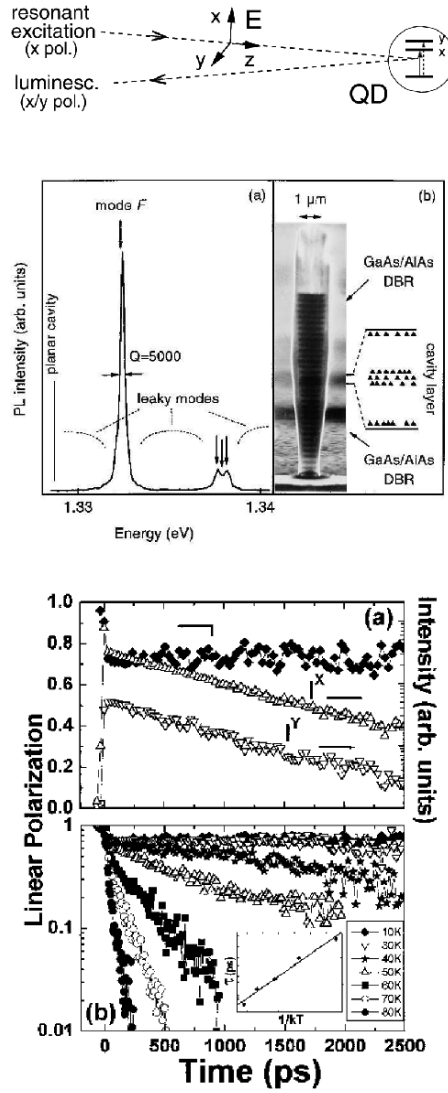 resonant
excitation
(x pol.)
x
E
y
z
y
x
luminesc.
(x/y pol.)
QD
(a)
mode F
planar cavity
Q=5000
leaky modes
PL intensity (arb. units)
1.33
1.34
Energy (eV)
(b)
1 μm
GaAs/AlAs
DBR
cavity
layer
GaAs/AlAs
DBR
(a)
1.0
0.8
0.6
0.4
0.2
0.0
X
Y
Intensity (arb. units)
Linear Polarization
1
0.1
0.01
(b)
τ (ps)
1/kT
10K
30K
40K
50K
60K
70K
80K
0
500
1000
1500
2000
2500
Time (ps)